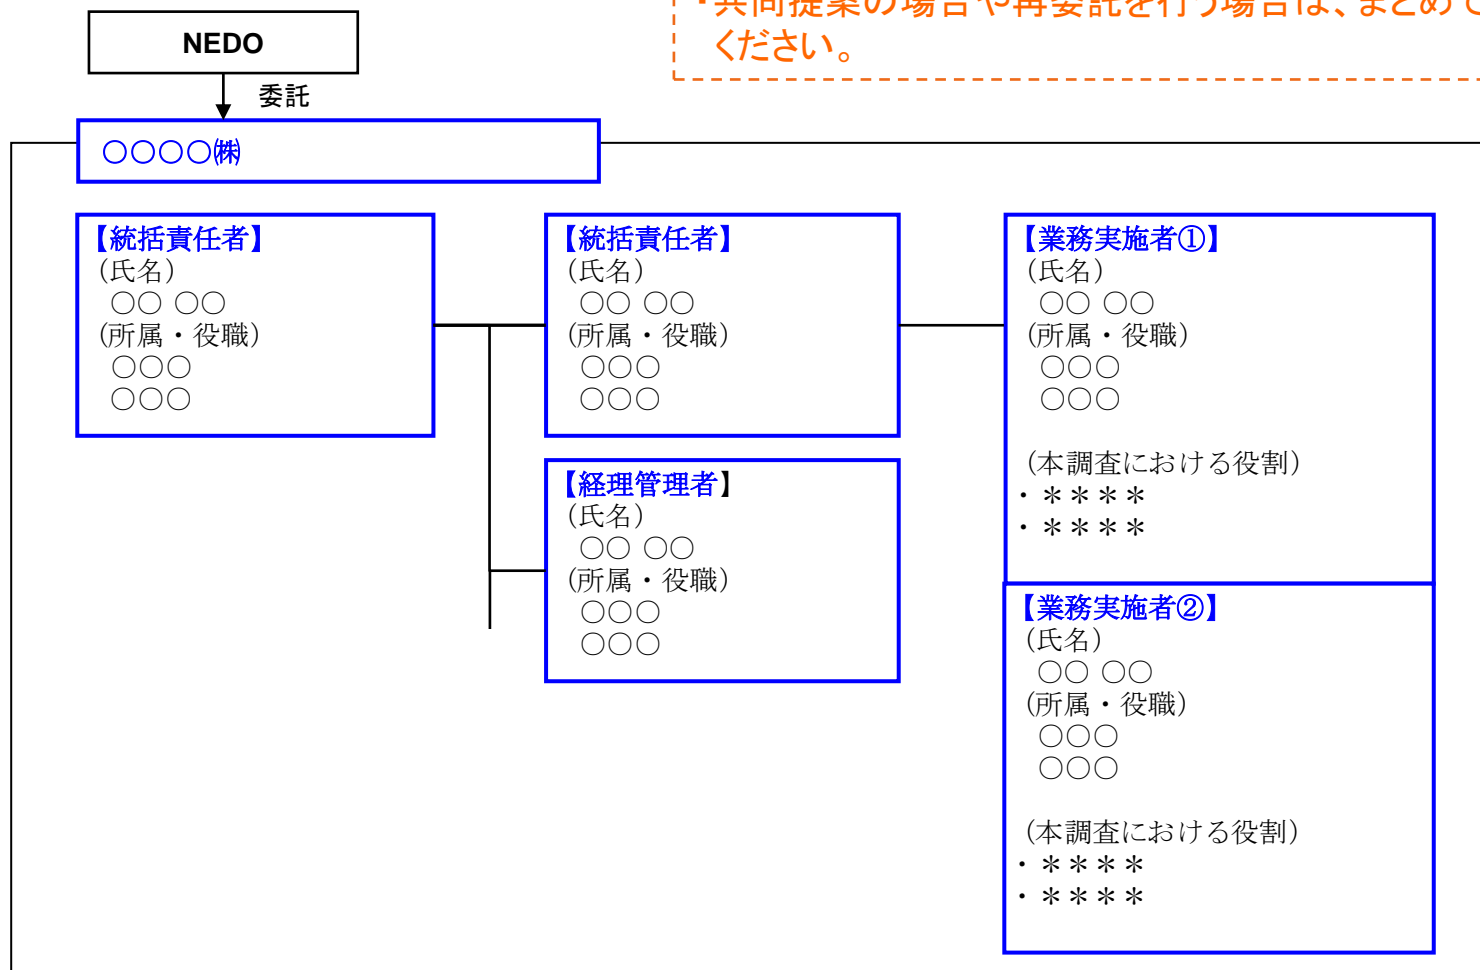 ・共同提案の場合や再委託を行う場合は、まとめて
ください。
NEDO
委託
○○○○㈱
【統括責任者】
(氏名)
○○ ○○
(所属・役職)
○○○
○○○
【統括責任者】
(氏名)
○○ ○○
(所属・役職)
○○○
○○○
【経理管理者】
(氏名)
○○ ○○
(所属・役職)
○○○
○○○
【業務実施者①】
(氏名)
○○ ○○
(所属・役職)
○○○
○○○
(本調査における役割)
・＊＊＊＊
・＊＊＊＊
【業務実施者②】
(氏名)
○○ ○○
(所属・役職)
○○○
○○○
(本調査における役割)
・＊＊＊＊
・＊＊＊＊